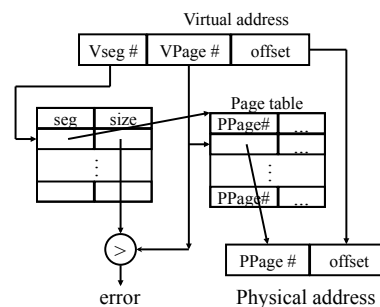 Virtual address
Vseg # VPage # offset
Page table
seg size
PPage# ...
...
⋮ ⋮
PPage# ...
>
PPage # offset
error
Physical address